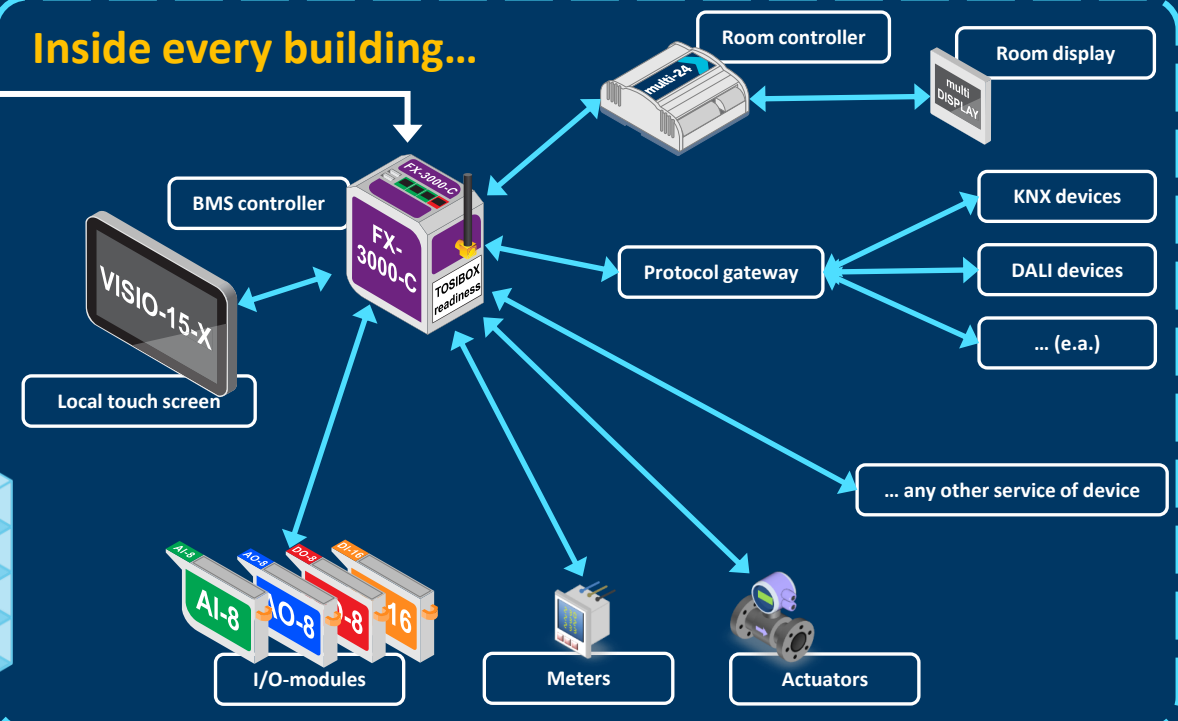 Inside every building...
Room controller
Room display
multi-24
multi
DISPLAY
FX-3000-C
BMS controller
KNX devices
FX-
3000-C
VISIO-15-X
TOSIBOX
readiness
Protocol gateway
DALI devices
... (e.a.)
Local touch screen
... any other service of device
AI-8
AO-8
DO-8
DI-16
AI-8
AO-8
-8
16
I/O-modules
Meters
Actuators